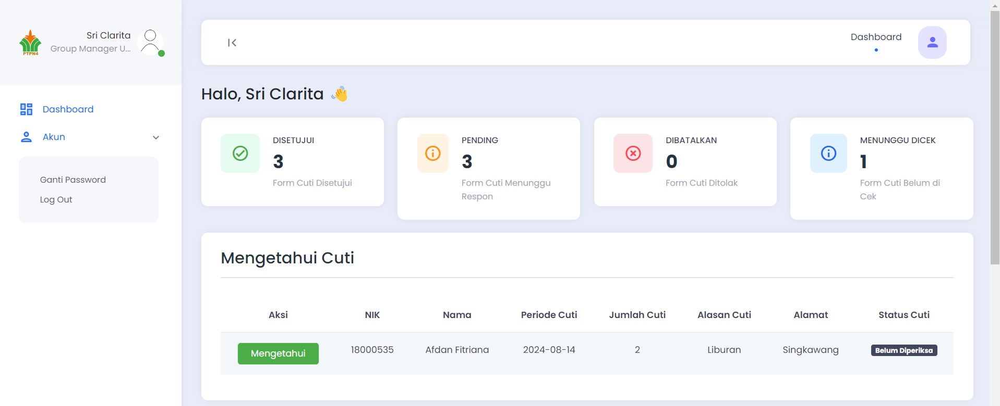 PTPN4
Sri Clarita
Group Manager U...
Dashboard
Akun
Ganti Password
Log Out
Dashboard
Halo, Sri Clarita 👋
DISETUJUI
3
Form Cuti Disetujui
PENDING
3
Form Cuti Menunggu
Respon
DIBATALKAN
0
Form Cuti Ditolak
MENUNGGU DICEK
1
Form Cuti Belum di
Cek
Mengetahui Cuti
Aksi NIK Nama Periode Cuti Jumlah Cuti Alasan Cuti Alamat Status Cuti
Mengetahui 18000535 Afdan Fitriana 2024-08-14 2 Liburan Singkawang Belum Diperiksa